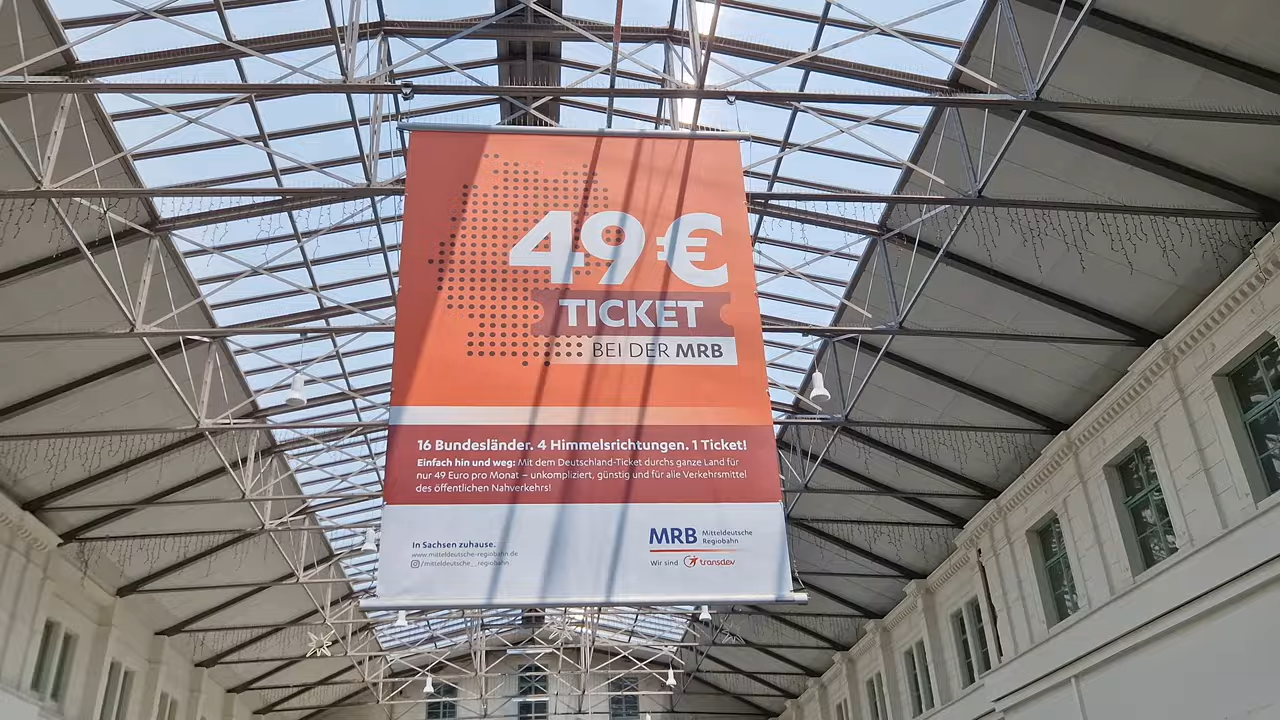 49 €
TICKET
BEI DER MRB
16 Bundesländer. 4 Himmelsrichtungen. 1 Ticket!
Einfach hin und weg: Mit dem Deutschland-Ticket durchs ganze Land für
nur 49 Euro pro Monat – unkompliziert, günstig und für alle Verkehrsmittel
des öffentlichen Nahverkehrs!
In Sachsen zuhause.
www.mitteldeutsche-regiobahn.de
/mitteldeutsche_regiobahn
MRB Mitteldeutsche
Regiobahn
Wir sind transdev